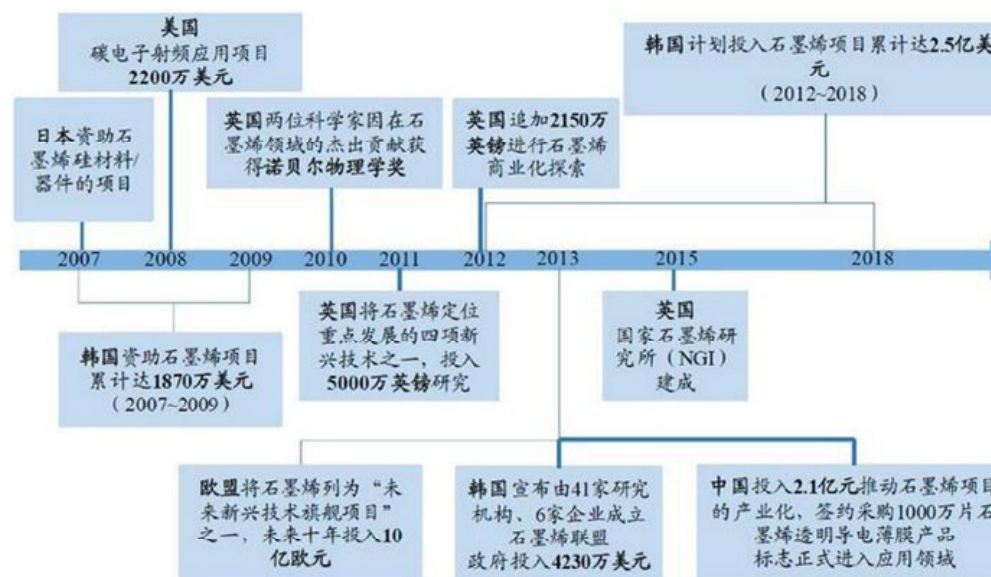 美国
碳电子射频应用项目
2200万美元
韩国计划投入石墨烯项目累计达2.5亿美
元
（2012~2018）
日本资助石
墨烯硅材料/
器件的项目
英国两位科学家因在石
墨烯领域的杰出贡献获
得诺贝尔物理学奖
英国追加2150万
英镑进行石墨烯
商业化探索
2007
2008
2009
2010
2011
2012
2013
2015
2018
韩国资助石墨烯项目
累计达1870万美元
（2007~2009）
英国将石墨烯定位
重点发展的四项新
兴技术之一，投入
5000万英镑研究
英国
国家石墨烯研
究所（NGI）
建成
欧盟将石墨烯列为“未
来新兴技术旗舰项目”
之一，未来十年投入10
亿欧元
韩国宣布由41家研究
机构、6家企业成立
石墨烯联盟
政府投入4230万美元
中国投入2.1亿元推动石墨烯项目
的产业化，签约采购1000万片石
墨烯透明导电薄膜产品
标志正式进入应用领域